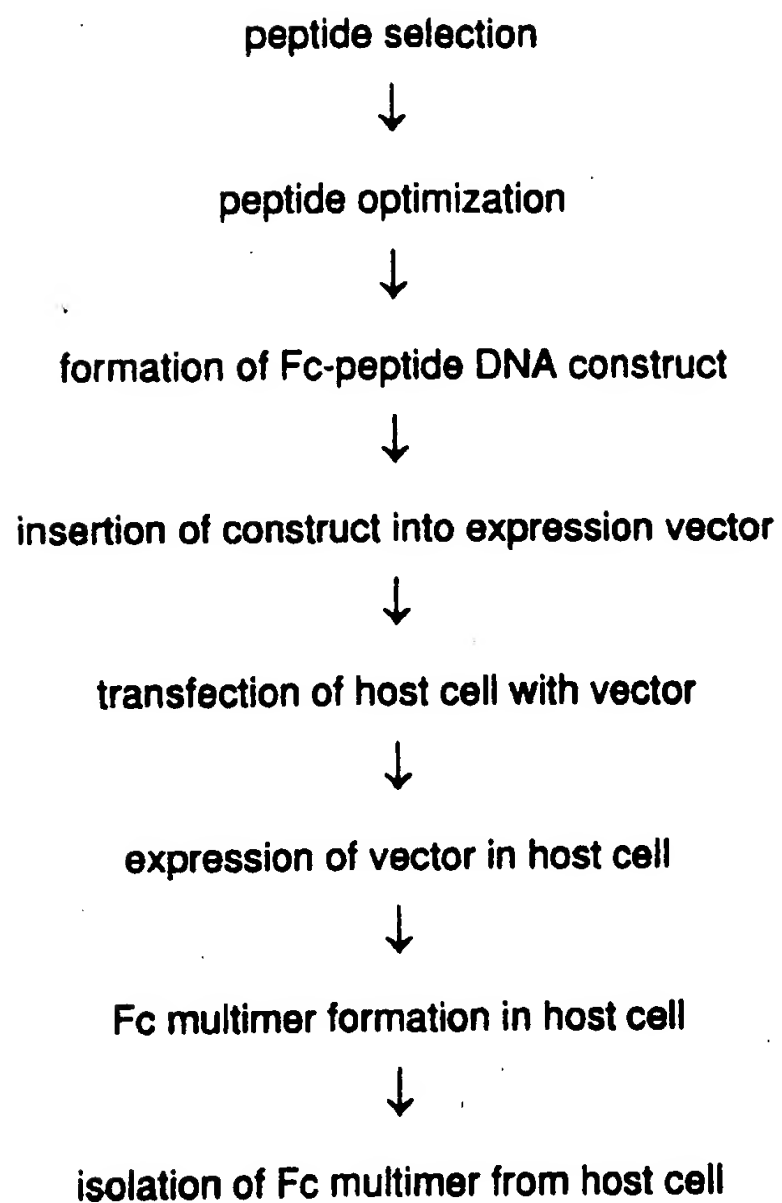 peptide selection
↓
peptide optimization
↓
formation of Fc-peptide DNA construct
↓
insertion of construct into expression vector
↓
transfection of host cell with vector
↓
expression of vector in host cell
↓
Fc multimer formation in host cell
↓
isolation of Fc multimer from host cell